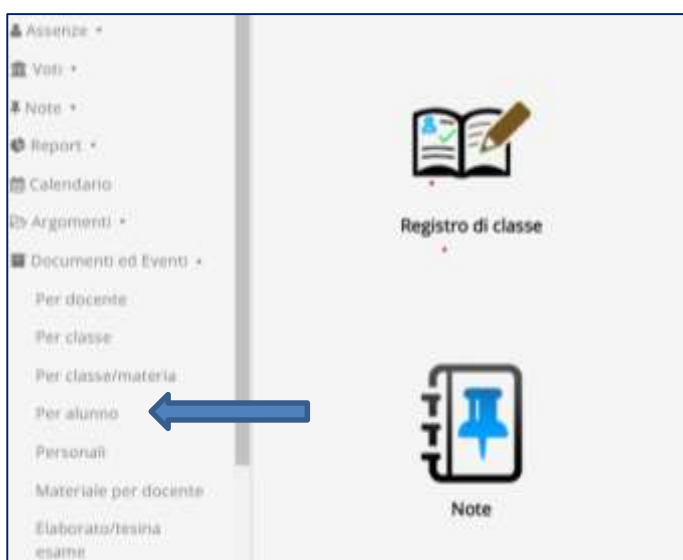 Assenze
Voti
Note
Report
Calendario
Argomenti
Documenti ed Eventi
Per docente
Per classe
Per classe/materia
Per alunno
Personali
Materiale per docente
Elaborato/tesina
esame
Registro di classe
Note